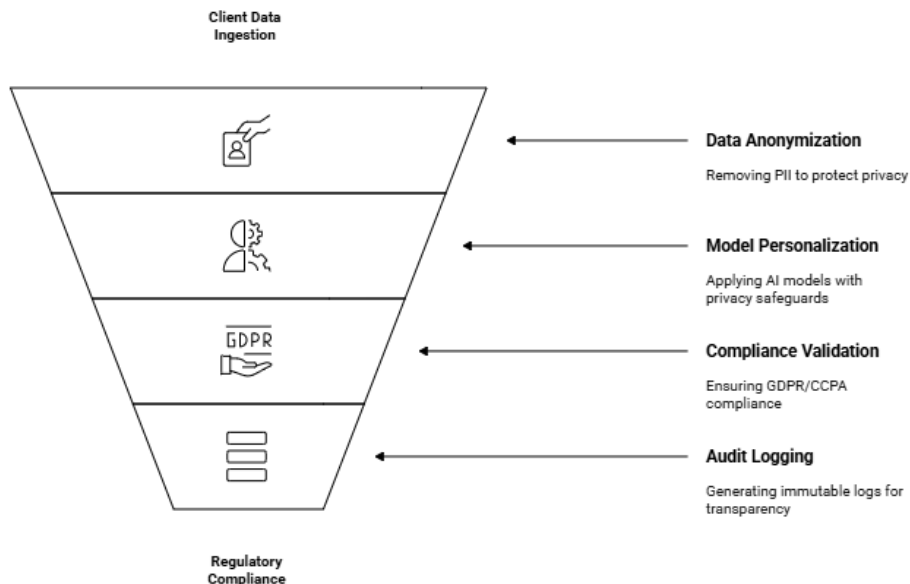 Client Data
Ingestion
Data Anonymization
Removing PII to protect privacy
Model Personalization
Applying AI models with
privacy safeguards
GDPR
Compliance Validation
Ensuring GDPR/CCPA
compliance
Audit Logging
Generating immutable logs for
transparency
Regulatory
Compliance